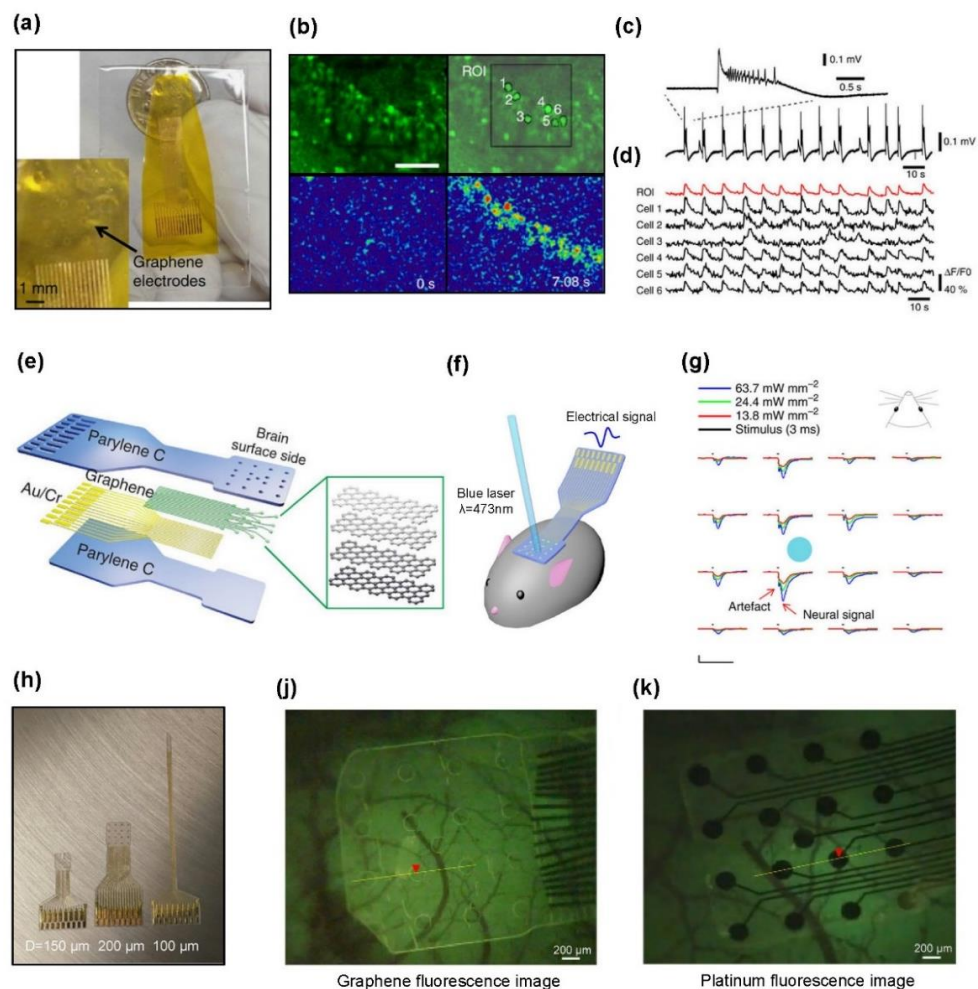 (a)
Graphene
electrodes
1 mm
(b)
ROI
1
2
3
4
6
5
0 s
7.08 s
(c)
0.1 mV
0.5 s
0.1 mV
10 s
(d)
ROI
Cell 1
Cell 2
Cell 3
Cell 4
Cell 5
Cell 6
ΔF/F0
40 %
10 s
(e)
Parylene C
Brain
surface side
Graphene
Au/Cr
Parylene C
(f)
Electrical signal
Blue laser
λ=473nm
(g)
63.7 mW mm⁻²
24.4 mW mm⁻²
13.8 mW mm⁻²
Stimulus (3 ms)
Artefact
Neural signal
(h)
D=150 µm 200 µm 100 µm
(j)
200 µm
Graphene fluorescence image
(k)
200 µm
Platinum fluorescence image